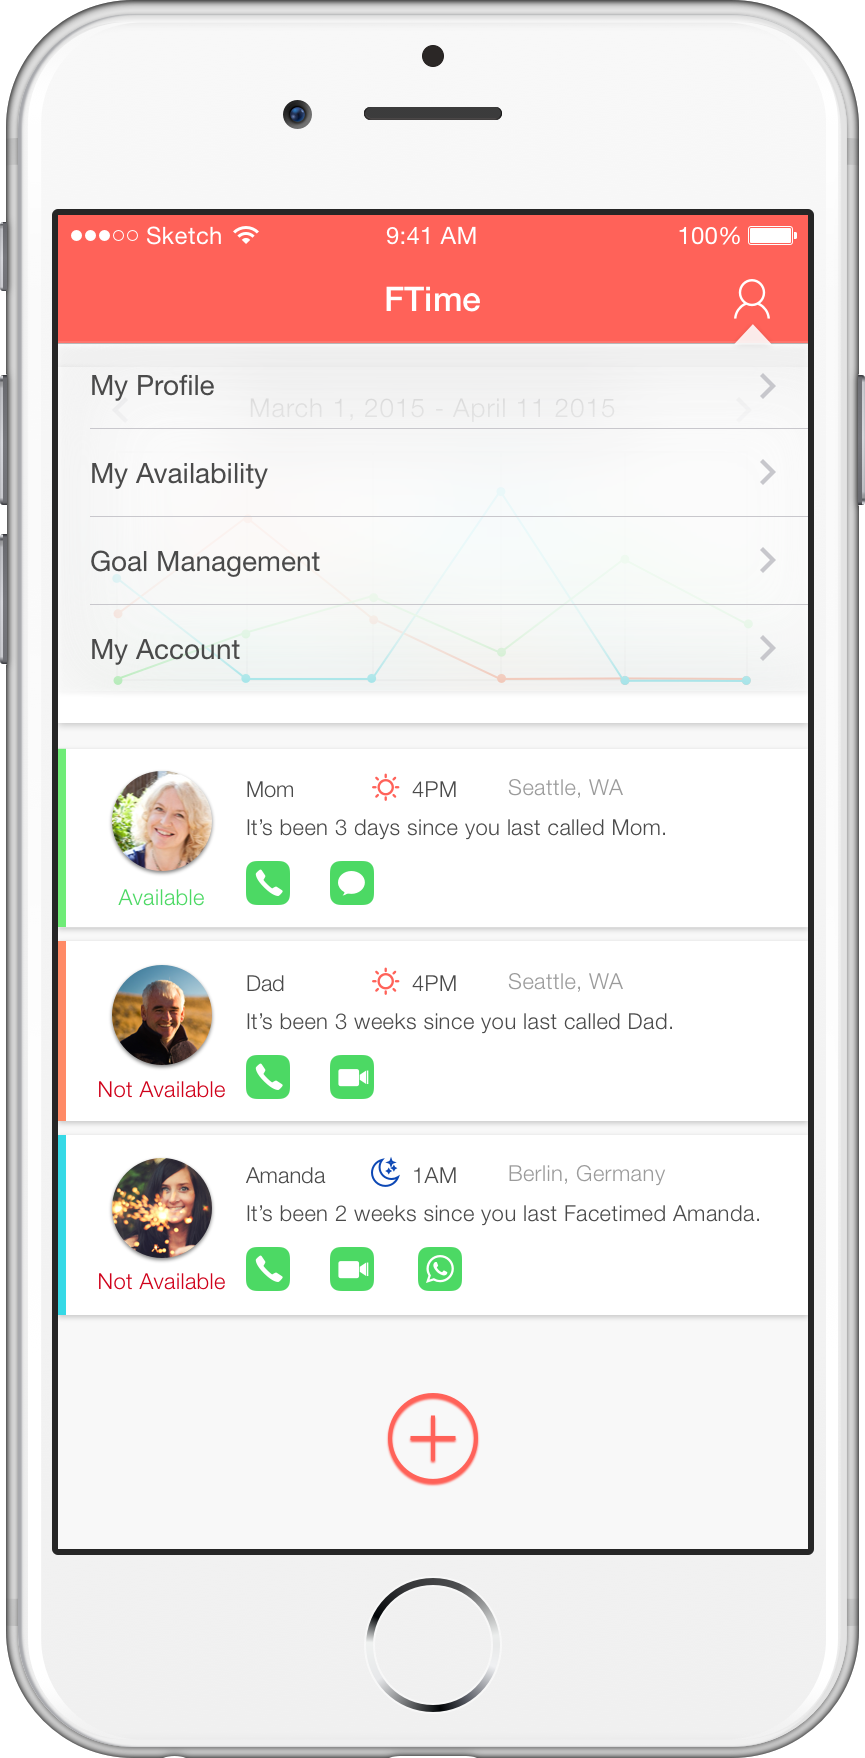 Sketch 9:41 AM 100%
FTime
My Profile
March 1, 2015 - April 11 2015
My Availability
Goal Management
My Account
Mom 4PM Seattle, WA
It’s been 3 days since you last called Mom.
Available
Dad 4PM Seattle, WA
It’s been 3 weeks since you last called Dad.
Not Available
Amanda 1AM Berlin, Germany
It’s been 2 weeks since you last Facetimed Amanda.
Not Available